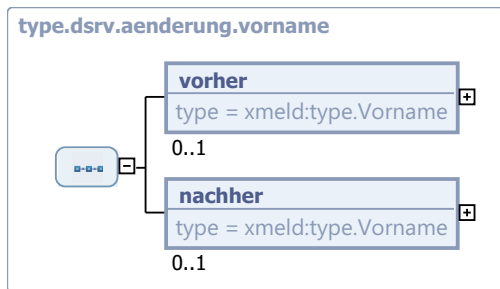 type.dsrv.aenderung.vorname
vorher
type = xmeld:type.Vorname
0..1
nachher
type = xmeld:type.Vorname
0..1